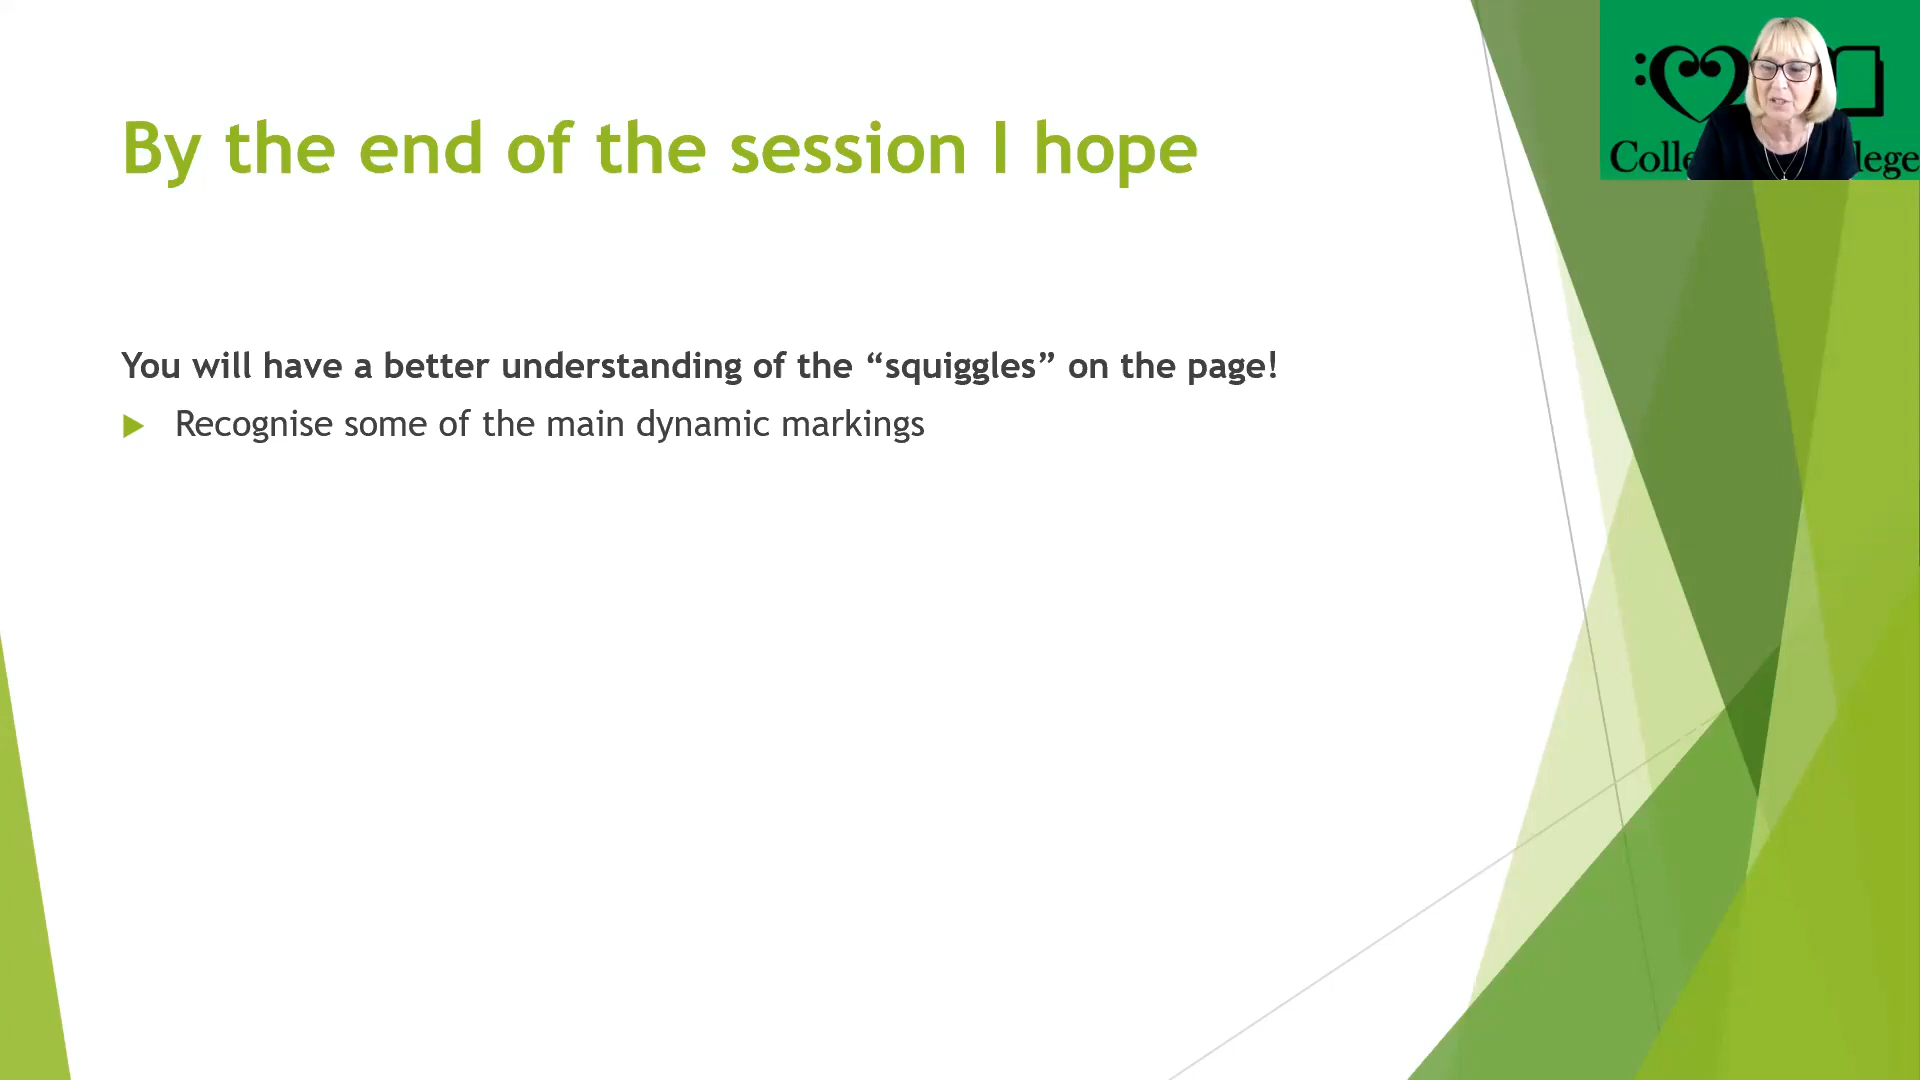 By the end of the session I hope
You will have a better understanding of the “squiggles” on the page!
Recognise some of the main dynamic markings